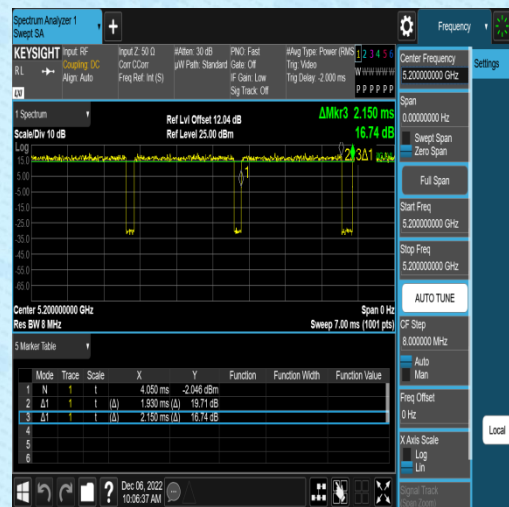 Spectrum Analyzer 1
Swept SA
Frequency
KEYSIGHT
Input: RF
Coupling: DC
Align: Auto
Input Z: 50 Ω
Corr CCorr
Freq Ref: Int (S)
#Atten: 30 dB
µW Path: Standard
PNO: Fast
Gate: Off
IF Gain: Low
Sig Track: Off
#Avg Type: Power (RMS
Trig: Video
Trig Delay: -2.000 ms
1 2 3 4 5 6
W W W W W W
P P P P P P
RL
LXI
Center Frequency
5.200000000 GHz
Settings
Span
0.00000000 Hz
Swept Span
Zero Span
Full Span
Start Freq
5.200000000 GHz
Stop Freq
5.200000000 GHz
AUTO TUNE
CF Step
8.000000 MHz
Auto
Man
Freq Offset
0 Hz
X Axis Scale
Log
Lin
Signal Track
(Span Zoom)
Local
1 Spectrum
Scale/Div 10 dB
Ref Lvl Offset 12.04 dB
Ref Level 25.00 dBm
ΔMkr3 2.150 ms
16.74 dB
Log
15.0
5.00
-5.00
-15.0
-25.0
-35.0
-45.0
-55.0
-65.0
1
2
3Δ1
Center 5.200000000 GHz
Span 0 Hz
Res BW 8 MHz
Sweep 7.00 ms (1001 pts)
5 Marker Table
Mode Trace Scale X Y Function Function Width Function Value
1 N 1 t 4.050 ms -2.046 dBm
2 Δ1 1 t (Δ) 1.930 ms (Δ) 19.71 dB
3 Δ1 1 t (Δ) 2.150 ms (Δ) 16.74 dB
4
5
6
Dec 06, 2022
10:06:37 AM